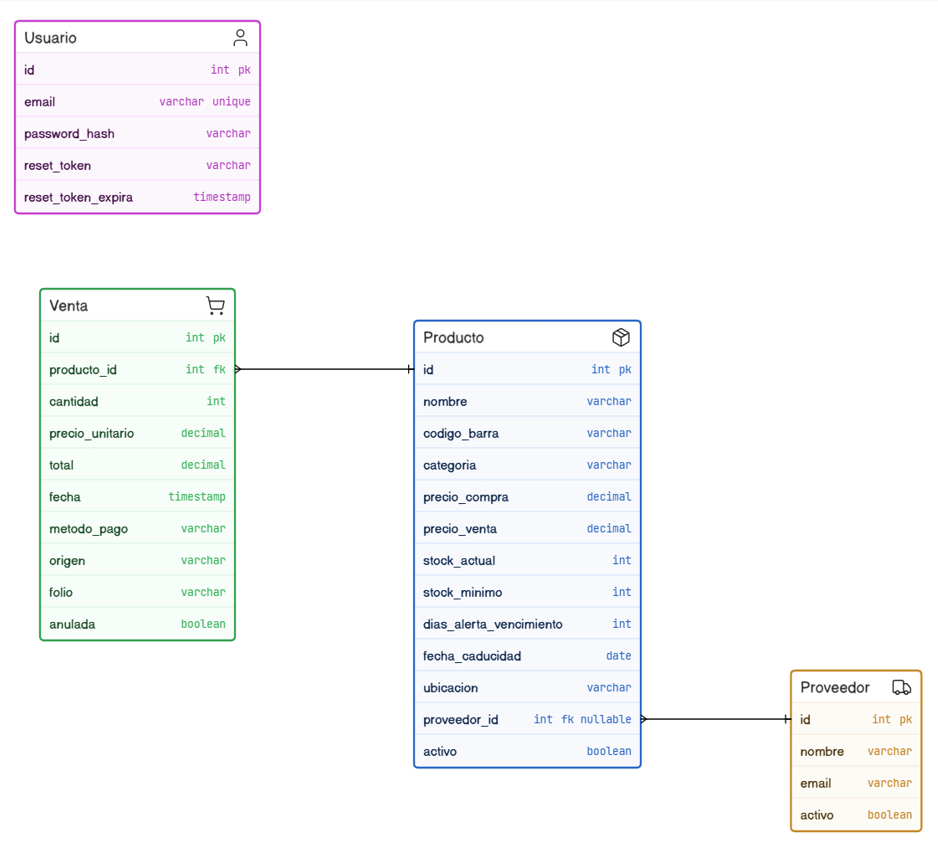 Usuario
id int pk
email varchar unique
password_hash varchar
reset_token varchar
reset_token_expira timestamp
Venta
id int pk
producto_id int fk
cantidad int
precio_unitario decimal
total decimal
fecha timestamp
metodo_pago varchar
origen varchar
folio varchar
anulada boolean
Producto
id int pk
nombre varchar
codigo_barra varchar
categoria varchar
precio_compra decimal
precio_venta decimal
stock_actual int
stock_minimo int
dias_alerta_vencimiento int
fecha_caducidad date
ubicacion varchar
proveedor_id int fk nullable
activo boolean
Proveedor
id int pk
nombre varchar
email varchar
activo boolean